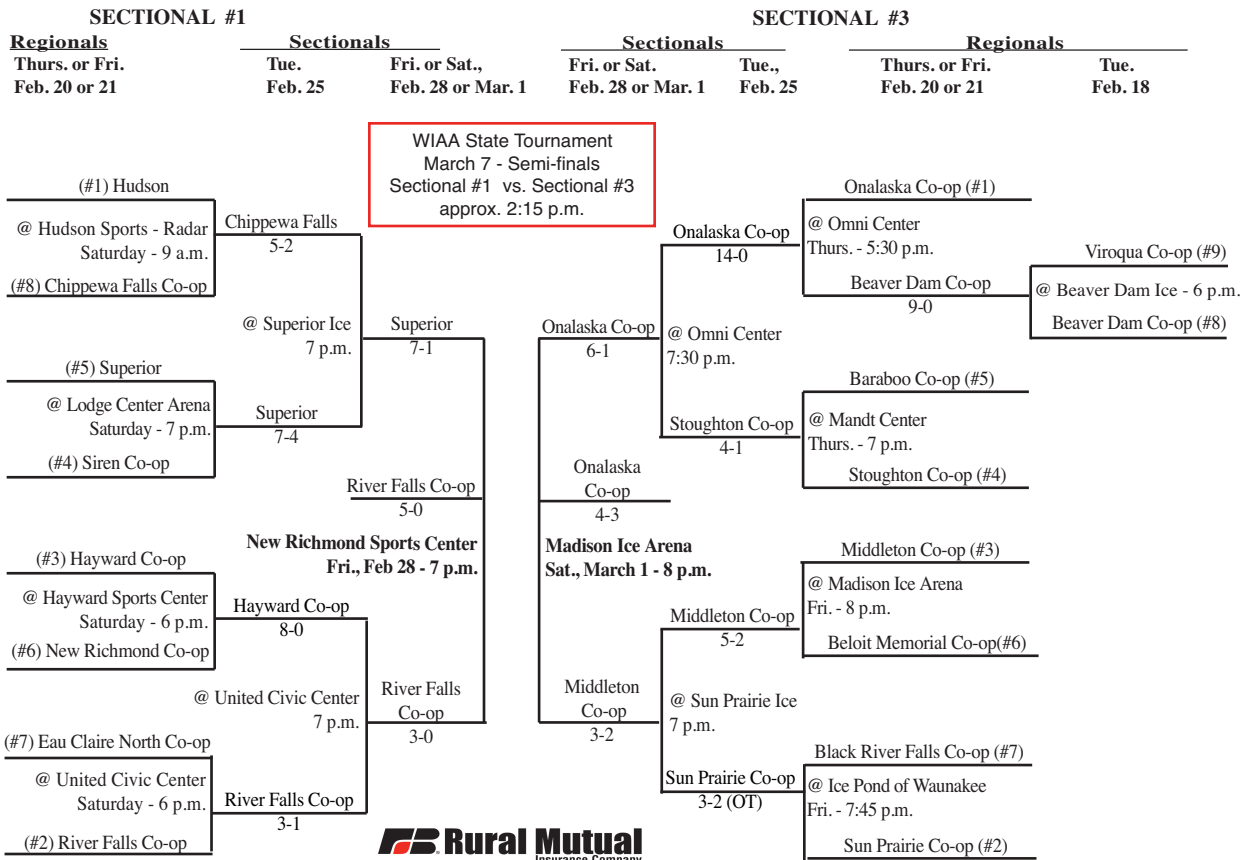 SECTIONAL #1
Regionals
Sectionals
Thurs. or Fri.
Feb. 20 or 21
Tue.
Feb. 25
Fri. or Sat.,
Feb. 28 or Mar. 1
SECTIONAL #3
Sectionals
Regionals
Fri. or Sat.
Feb. 28 or Mar. 1
Tue.,
Feb. 25
Thurs. or Fri.
Feb. 20 or 21
Tue.
Feb. 18
WIAA State Tournament
March 7 - Semi-finals
Sectional #1 vs. Sectional #3
approx. 2:15 p.m.
(#1) Hudson
@ Hudson Sports - Radar
Saturday - 9 a.m.
(#8) Chippewa Falls Co-op
Chippewa Falls
5-2
@ Superior Ice
7 p.m.
(#5) Superior
@ Lodge Center Arena
Saturday - 7 p.m.
(#4) Siren Co-op
Superior
7-4
Superior
7-1
River Falls Co-op
5-0
New Richmond Sports Center
Fri., Feb 28 - 7 p.m.
(#3) Hayward Co-op
@ Hayward Sports Center
Saturday - 6 p.m.
(#6) New Richmond Co-op
Hayward Co-op
8-0
@ United Civic Center
7 p.m.
River Falls
Co-op
3-0
(#7) Eau Claire North Co-op
@ United Civic Center
Saturday - 6 p.m.
(#2) River Falls Co-op
River Falls Co-op
3-1
Onalaska Co-op
6-1
Onalaska
Co-op
4-3
Madison Ice Arena
Sat., March 1 - 8 p.m.
Middleton
Co-op
3-2
Onalaska Co-op
14-0
@ Omni Center
7:30 p.m.
Stoughton Co-op
4-1
Middleton Co-op
5-2
@ Sun Prairie Ice
7 p.m.
Sun Prairie Co-op
3-2 (OT)
Onalaska Co-op (#1)
@ Omni Center
Thurs. - 5:30 p.m.
Beaver Dam Co-op
9-0
Viroqua Co-op (#9)
@ Beaver Dam Ice - 6 p.m.
Beaver Dam Co-op (#8)
Baraboo Co-op (#5)
@ Mandt Center
Thurs. - 7 p.m.
Stoughton Co-op (#4)
Middleton Co-op (#3)
@ Madison Ice Arena
Fri. - 8 p.m.
Beloit Memorial Co-op(#6)
Black River Falls Co-op (#7)
@ Ice Pond of Waunakee
Fri. - 7:45 p.m.
Sun Prairie Co-op (#2)
Rural Mutual
Insurance Company